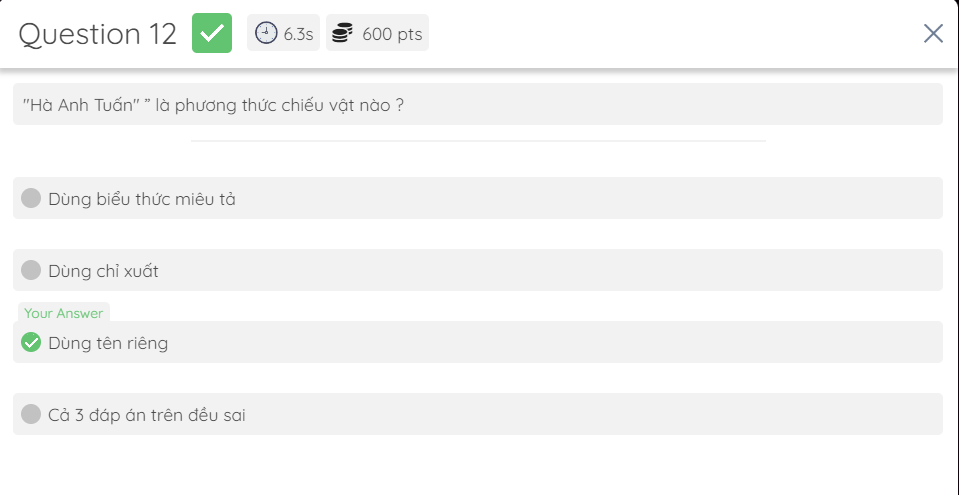 Question 12
6.3s
600 pts
"Hà Anh Tuấn" ” là phương thức chiếu vật nào ?
Dùng biểu thức miêu tả
Dùng chỉ xuất
Your Answer
Dùng tên riêng
Cả 3 đáp án trên đều sai